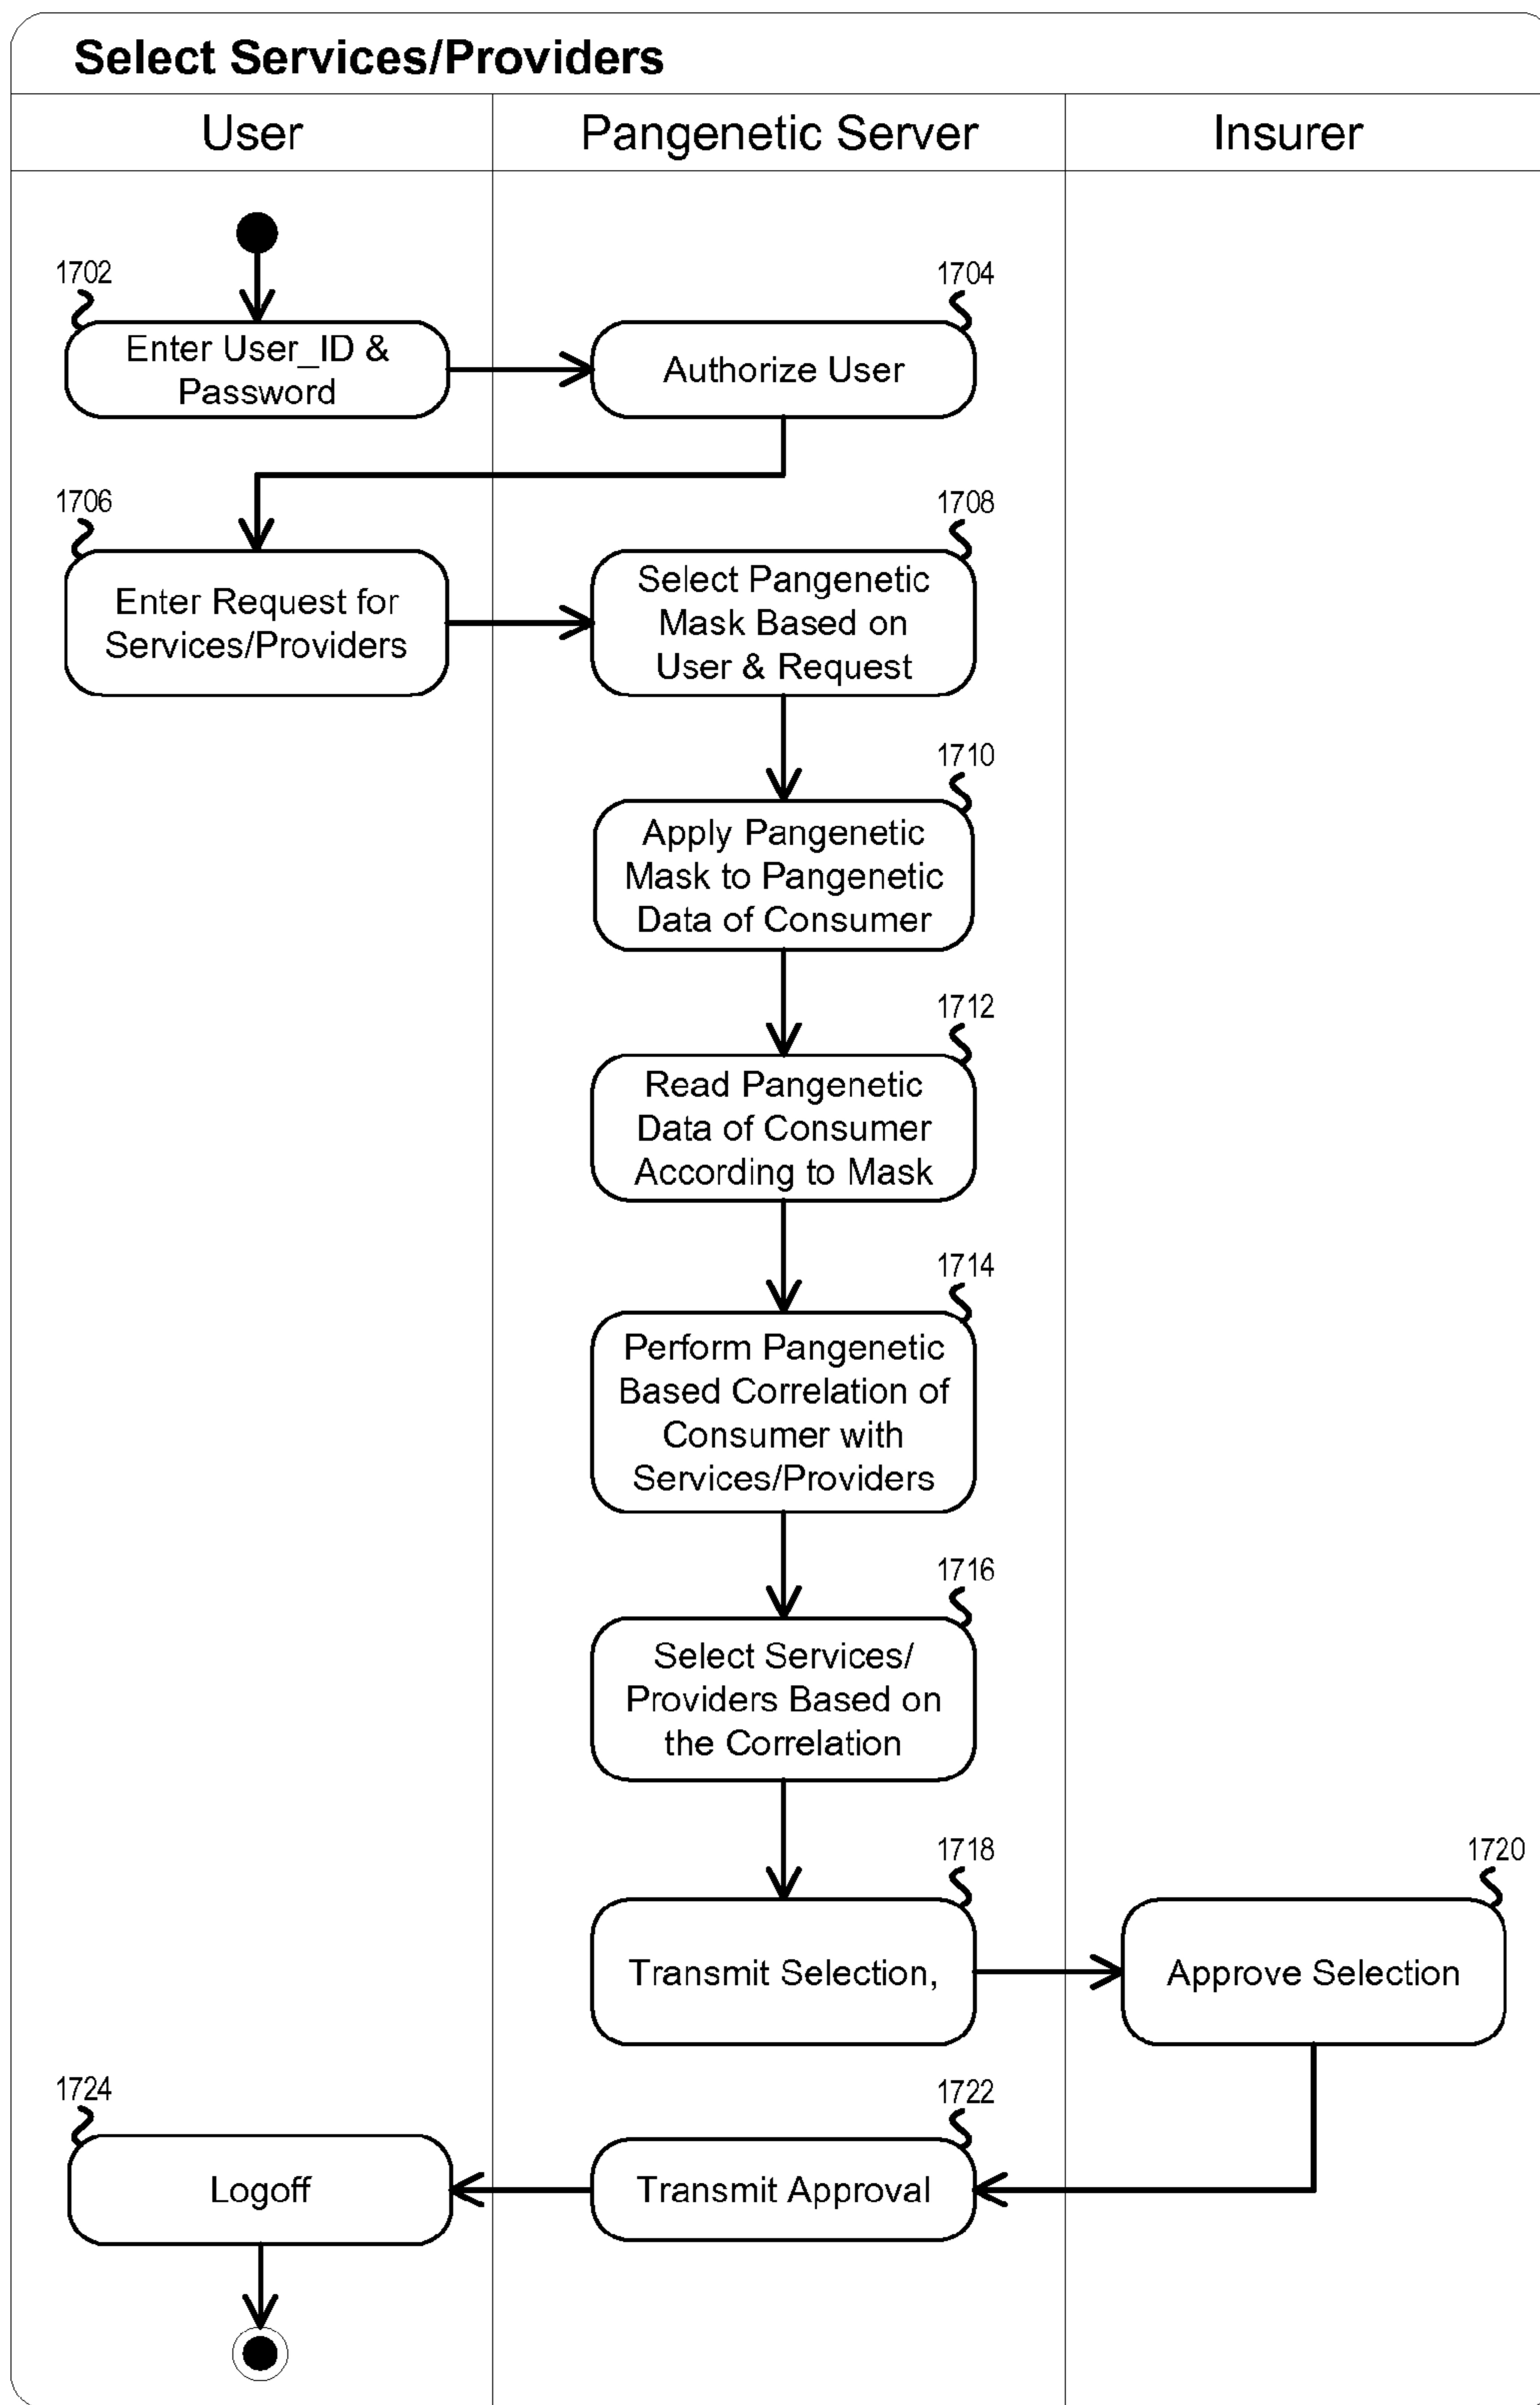 Select Services/Providers
User
Pangenetic Server
Insurer
1702
Enter User_ID &
Password
1704
Authorize User
1706
Enter Request for
Services/Providers
1708
Select Pangenetic
Mask Based on
User & Request
1710
Apply Pangenetic
Mask to Pangenetic
Data of Consumer
1712
Read Pangenetic
Data of Consumer
According to Mask
1714
Perform Pangenetic
Based Correlation of
Consumer with
Services/Providers
1716
Select Services/
Providers Based on
the Correlation
1718
Transmit Selection,
1720
Approve Selection
1722
Transmit Approval
1724
Logoff